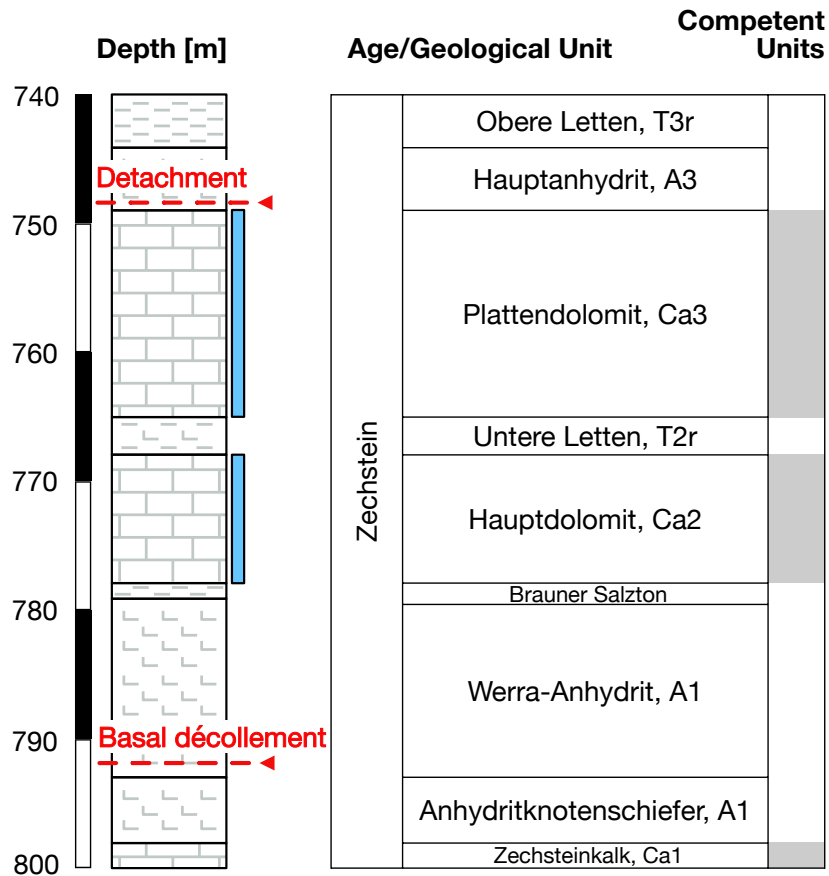 Depth [m]
Age/Geological Unit
Competent
Units
740
750
760
770
780
790
800
Detachment
Basal décollement
Zechstein
Obere Letten, T3r
Hauptanhydrit, A3
Plattendolomit, Ca3
Untere Letten, T2r
Hauptdolomit, Ca2
Brauner Salzton
Werra-Anhydrit, A1
Anhydritknotenschiefer, A1
Zechsteinkalk, Ca1